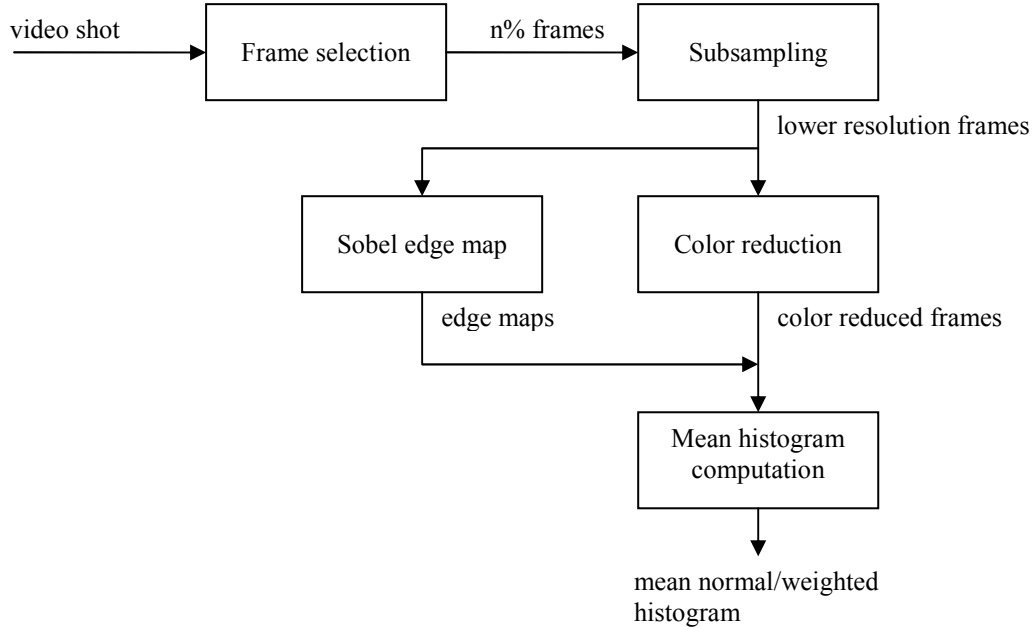 video shot
Frame selection
n% frames
Subsampling
lower resolution frames
Sobel edge map
Color reduction
edge maps
color reduced frames
Mean histogram
computation
mean normal/weighted
histogram